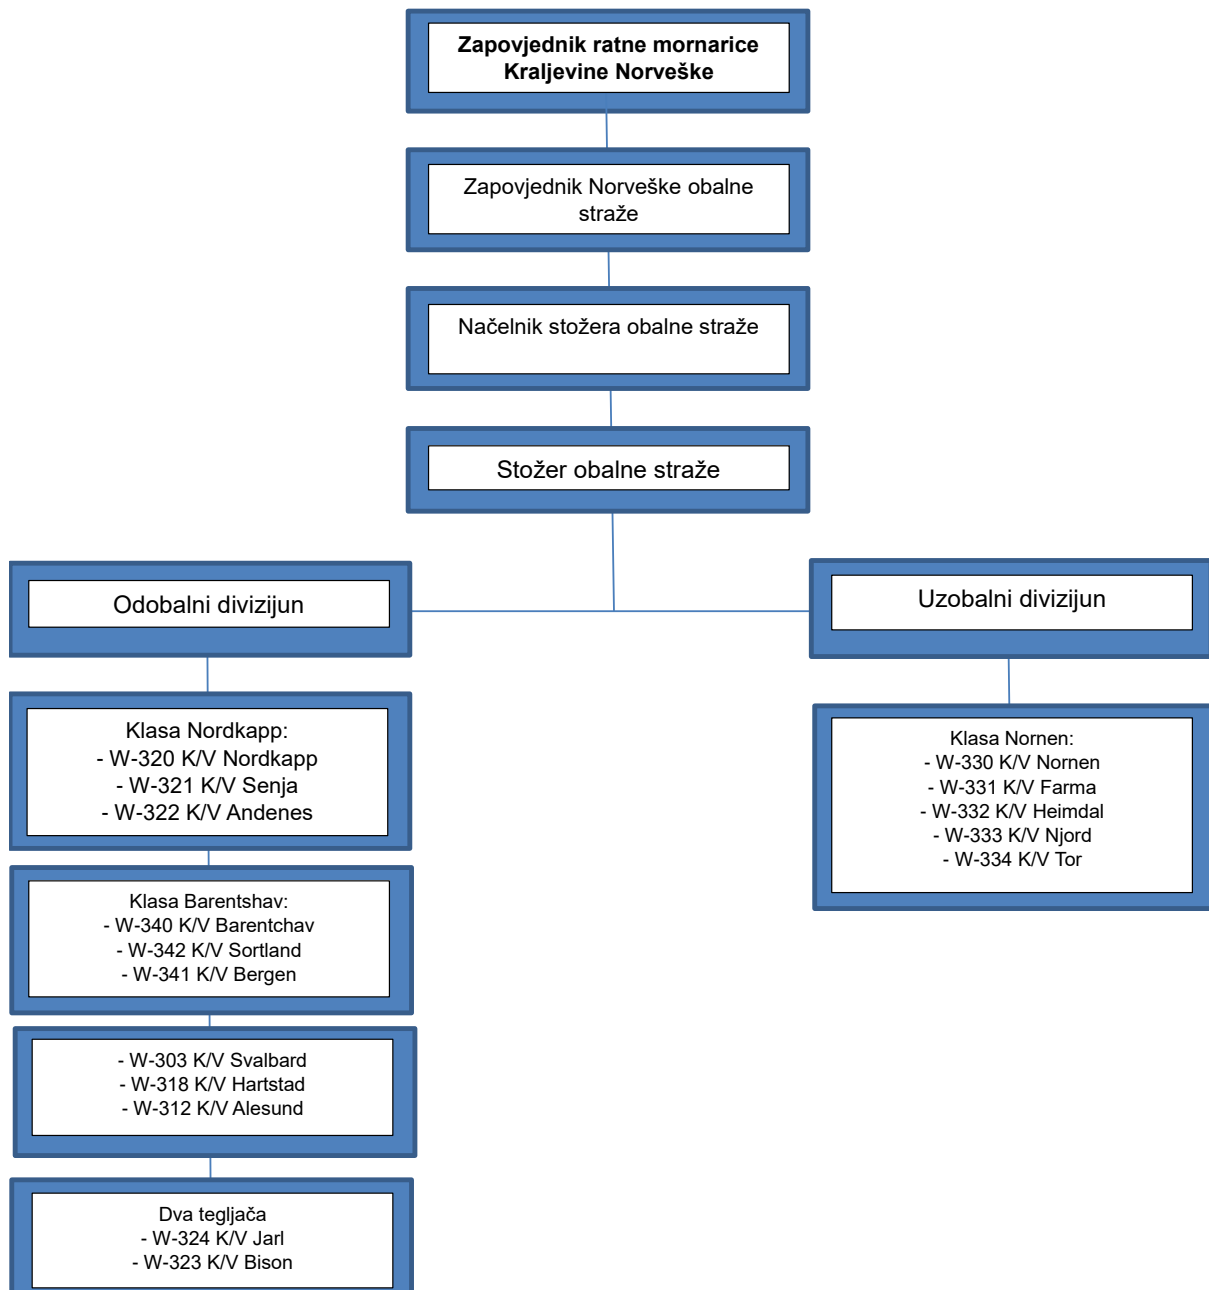 Zapovjednik ratne mornarice
Kraljevine Norveške
Zapovjednik Norveške obalne
straže
Načelnik stožera obalne straže
Stožer obalne straže
Odobalni divizijun
Uzobalni divizijun
Klasa Nordkapp:
- W-320 K/V Nordkapp
- W-321 K/V Senja
- W-322 K/V Andenes
Klasa Nornen:
- W-330 K/V Nornen
- W-331 K/V Farma
- W-332 K/V Heimdal
- W-333 K/V Njord
- W-334 K/V Tor
Klasa Barentshav:
- W-340 K/V Barentchav
- W-342 K/V Sortland
- W-341 K/V Bergen
- W-303 K/V Svalbard
- W-318 K/V Hartstad
- W-312 K/V Alesund
Dva tegljača
- W-324 K/V Jarl
- W-323 K/V Bison